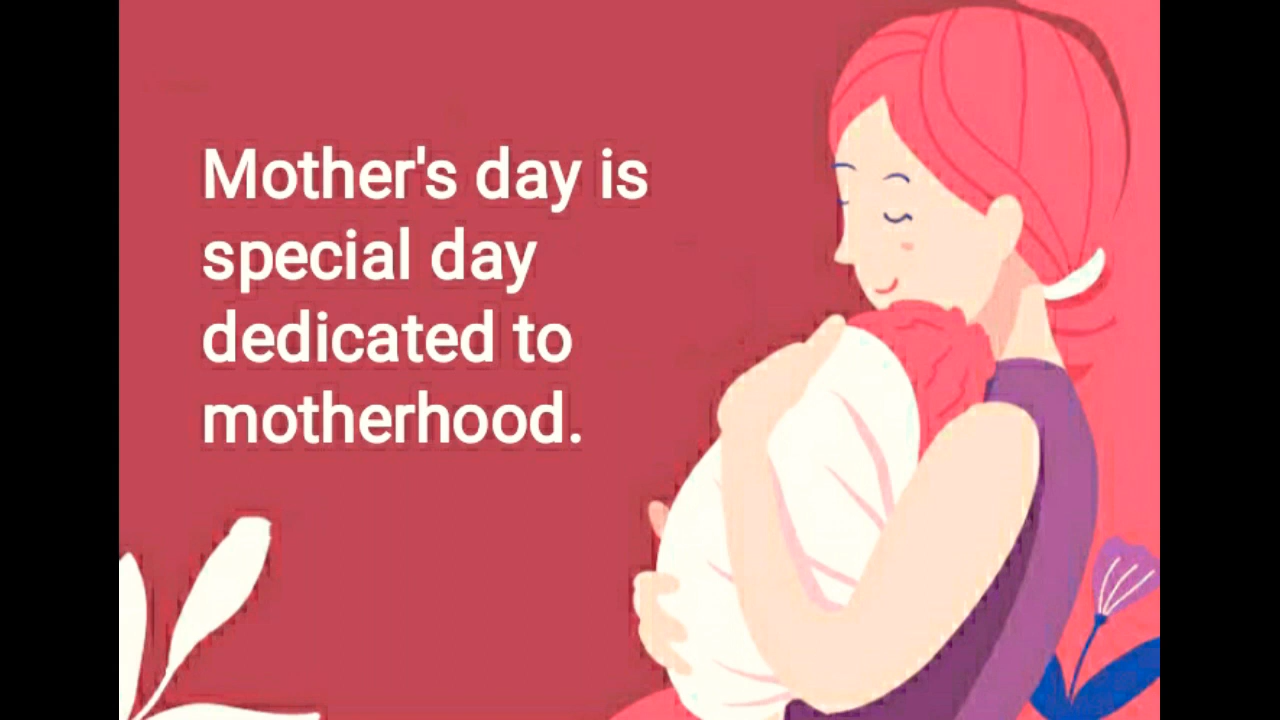 Mother's day is
special day
dedicated to
motherhood.